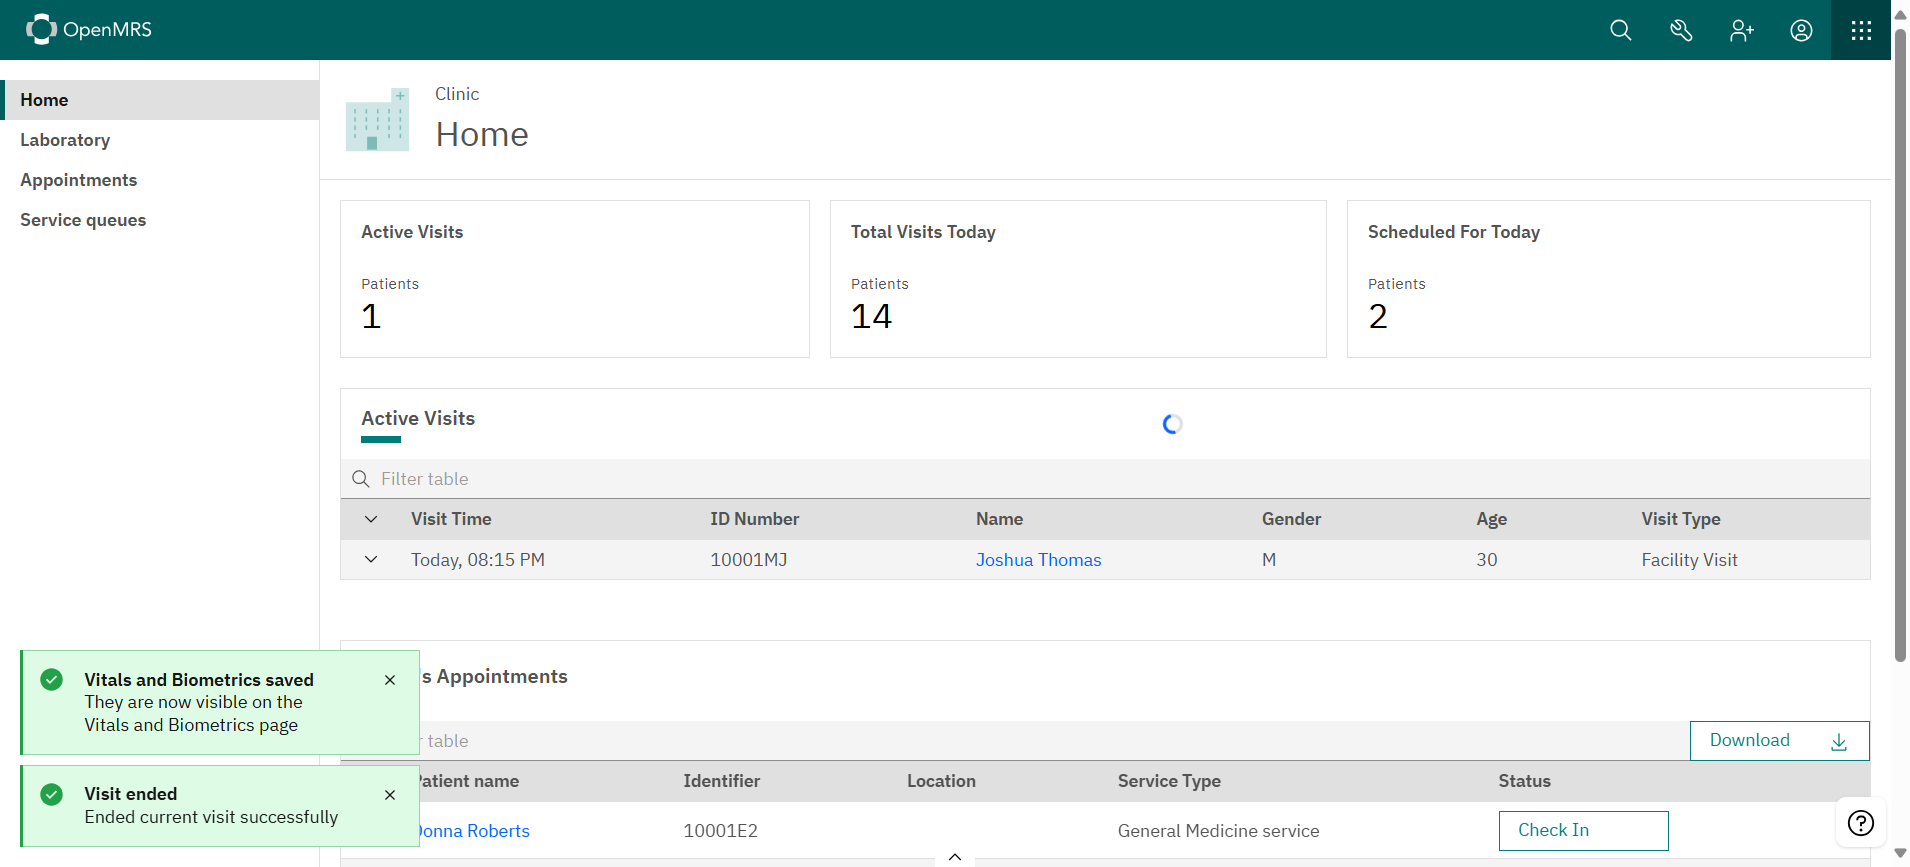 OpenMRS
Home
Laboratory
Appointments
Service queues
Clinic
Home
Active Visits
Patients
1
Total Visits Today
Patients
14
Scheduled For Today
Patients
2
Active Visits
Filter table
Visit Time ID Number Name Gender Age Visit Type
Today, 08:15 PM 10001MJ Joshua Thomas M 30 Facility Visit
's Appointments
table
Download
Patient name Identifier Location Service Type Status
Donna Roberts 10001E2 General Medicine service Check In
Vitals and Biometrics saved
They are now visible on the
Vitals and Biometrics page
Visit ended
Ended current visit successfully